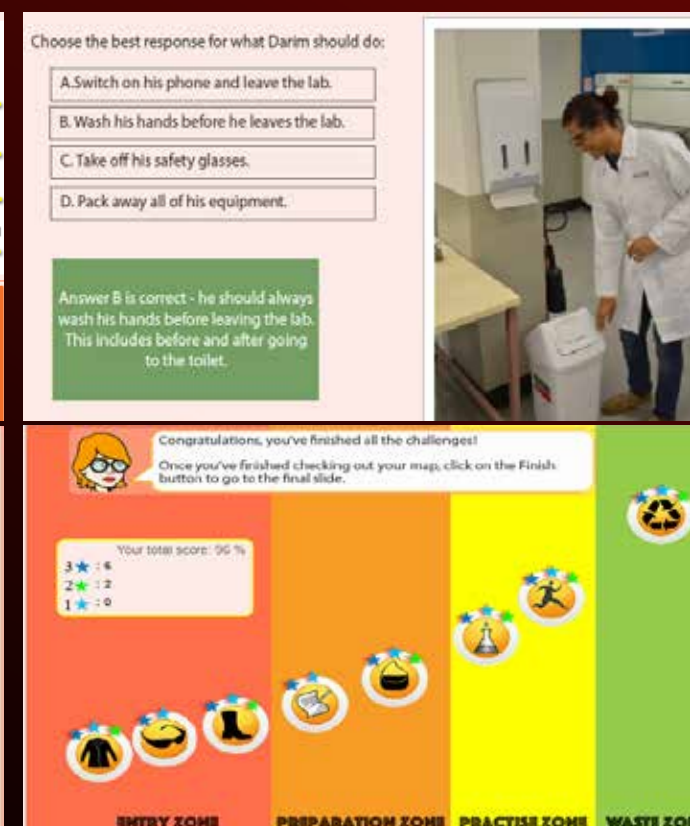 Choose the best response for what Darim should do:
A.Switch on his phone and leave the lab.
B. Wash his hands before he leaves the lab.
C. Take off his safety glasses.
D. Pack away all of his equipment.
Answer B is correct - he should always
wash his hands before leaving the lab.
This includes before and after going
to the toilet.
Congratulations, you've finished all the challenges!
Once you've finished checking out your map, click on the Finish
button to go to the final slide.
Your total score: 96 %
3 : 6
2 : 2
1 : 0
ENTRY ZONE
PREPARATION ZONE
PRACTISE ZONE
WASTE ZO